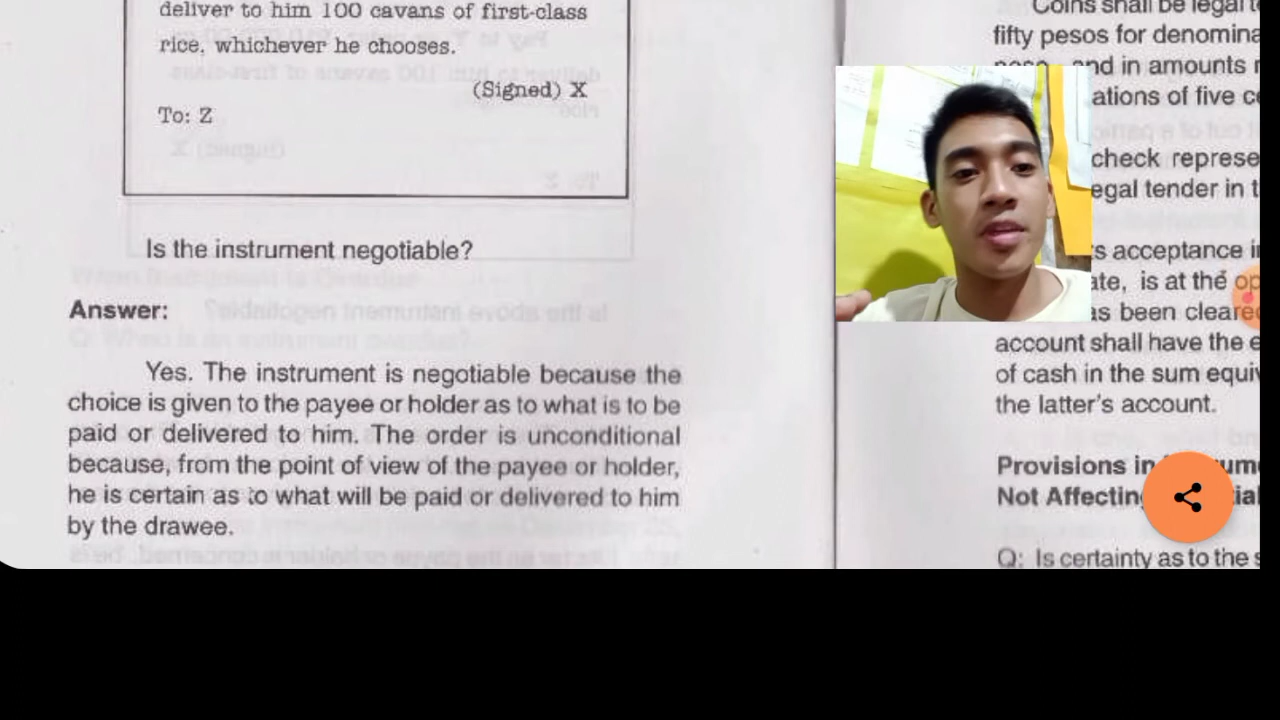 deliver to him 100 cavans of first-class
rice, whichever he chooses.
(Signed) X
To: Z
Is the instrument negotiable?
Answer:
Yes. The instrument is negotiable because the
choice is given to the payee or holder as to what is to be
paid or delivered to him. The order is unconditional
because, from the point of view of the payee or holder,
he is certain as to what will be paid or delivered to him
by the drawee.
Coins shall be legal
fifty pesos for denomina
and in amounts
ations of five
check represe
egal tender in
acceptance
ate, is at the op
as been cleared
account shall have the
of cash in the sum equiv
the latter's account.
Provisions in
Not Affecting
Q: Is certainty as to the